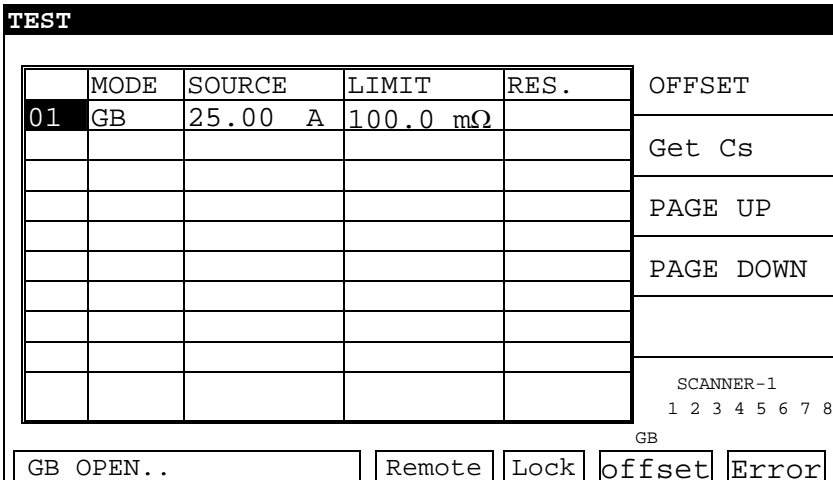 TEST
MODE SOURCE LIMIT RES.
01 GB 25.00 A 100.0 mΩ
OFFSET
Get Cs
PAGE UP
PAGE DOWN
SCANNER-1
1 2 3 4 5 6 7 8
GB
GB OPEN.. Remote Lock offset Error